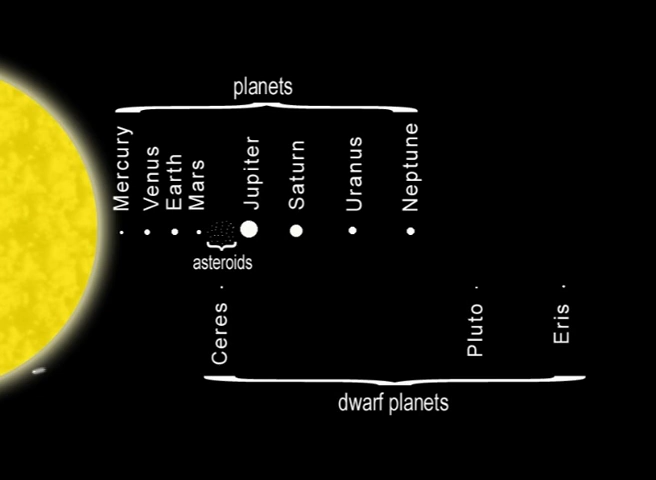 planets
Mercury
Venus
Earth
Mars
Jupiter
Saturn
Uranus
Neptune
asteroids
Ceres
Pluto
Eris
dwarf planets